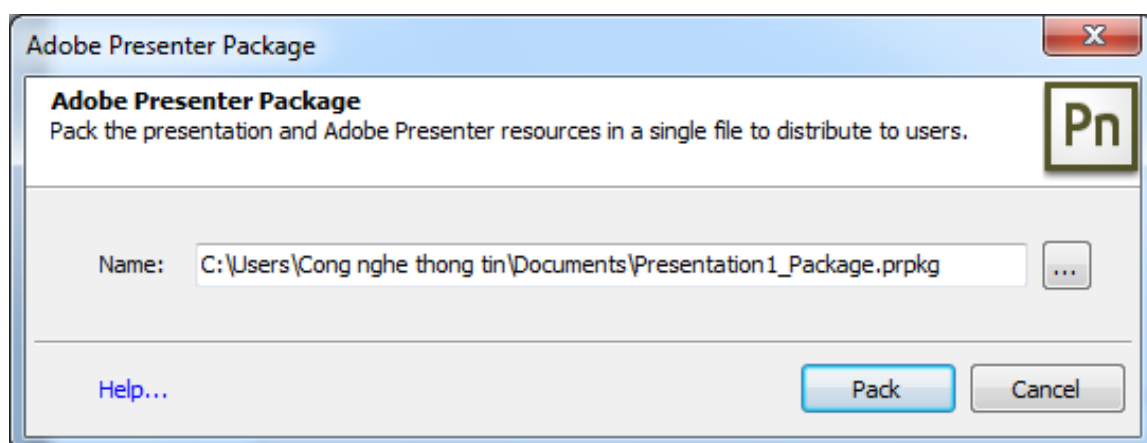 Adobe Presenter Package
Adobe Presenter Package
Pack the presentation and Adobe Presenter resources in a single file to distribute to users.
Pn
Name: C:\Users\Cong nghe thong tin\Documents\Presentation1_Package.prpkg ...
Help... Pack Cancel